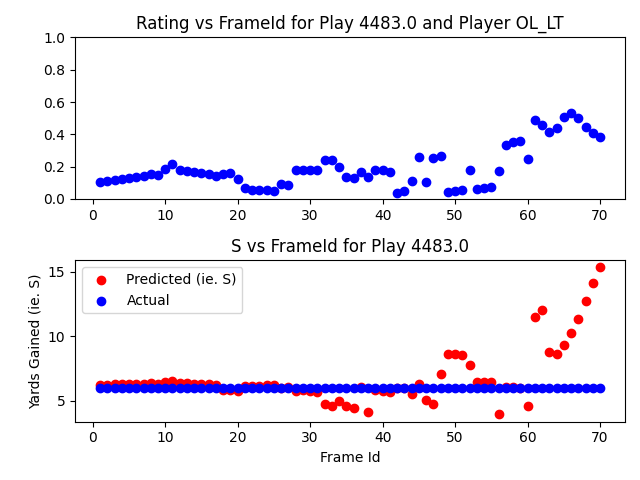 Rating vs FrameId for Play 4483.0 and Player OL_LT
1.0
0.8
0.6
0.4
0.2
0.0
0 10 20 30 40 50 60 70
S vs FrameId for Play 4483.0
Predicted (ie. S)
Actual
Yards Gained (ie. S)
15
10
5
0 10 20 30 40 50 60 70
Frame Id